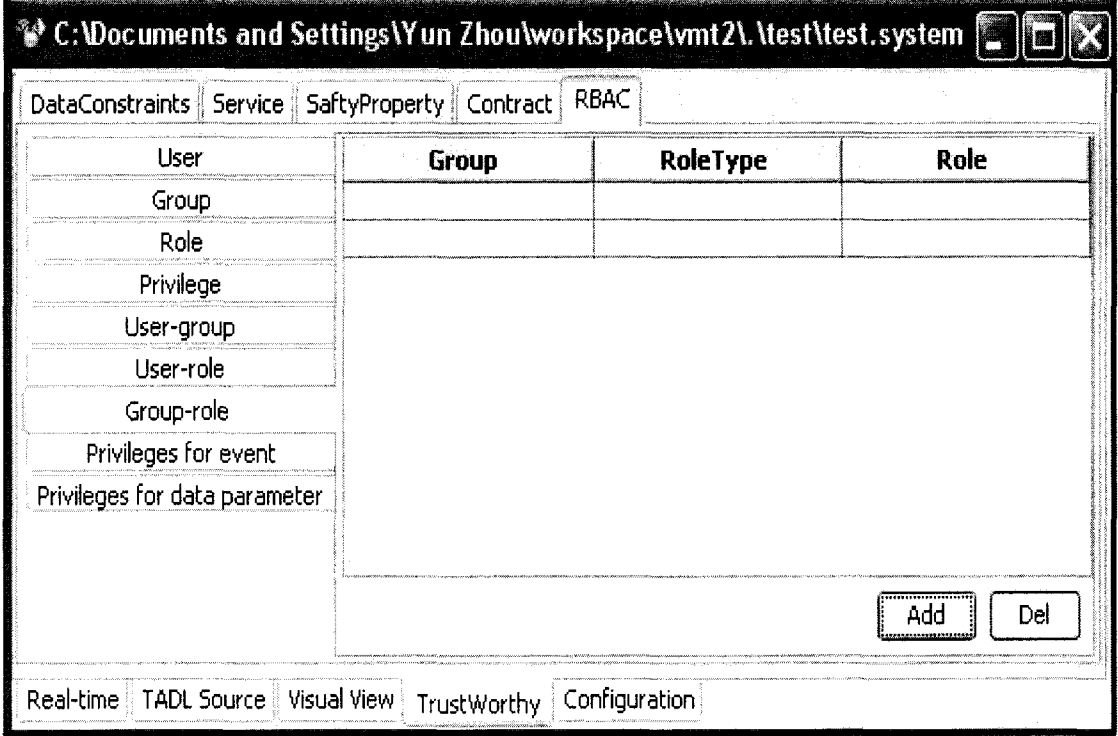 C:\Documents and Settings\Yun Zhou\workspace\vmt2\.\test\test.system
DataConstraints Service SaftyProperty Contract RBAC
User
Group
Role
Privilege
User-group
User-role
Group-role
Privileges for event
Privileges for data parameter
Group RoleType Role
Add Del
Real-time TADL Source Visual View TrustWorthy Configuration